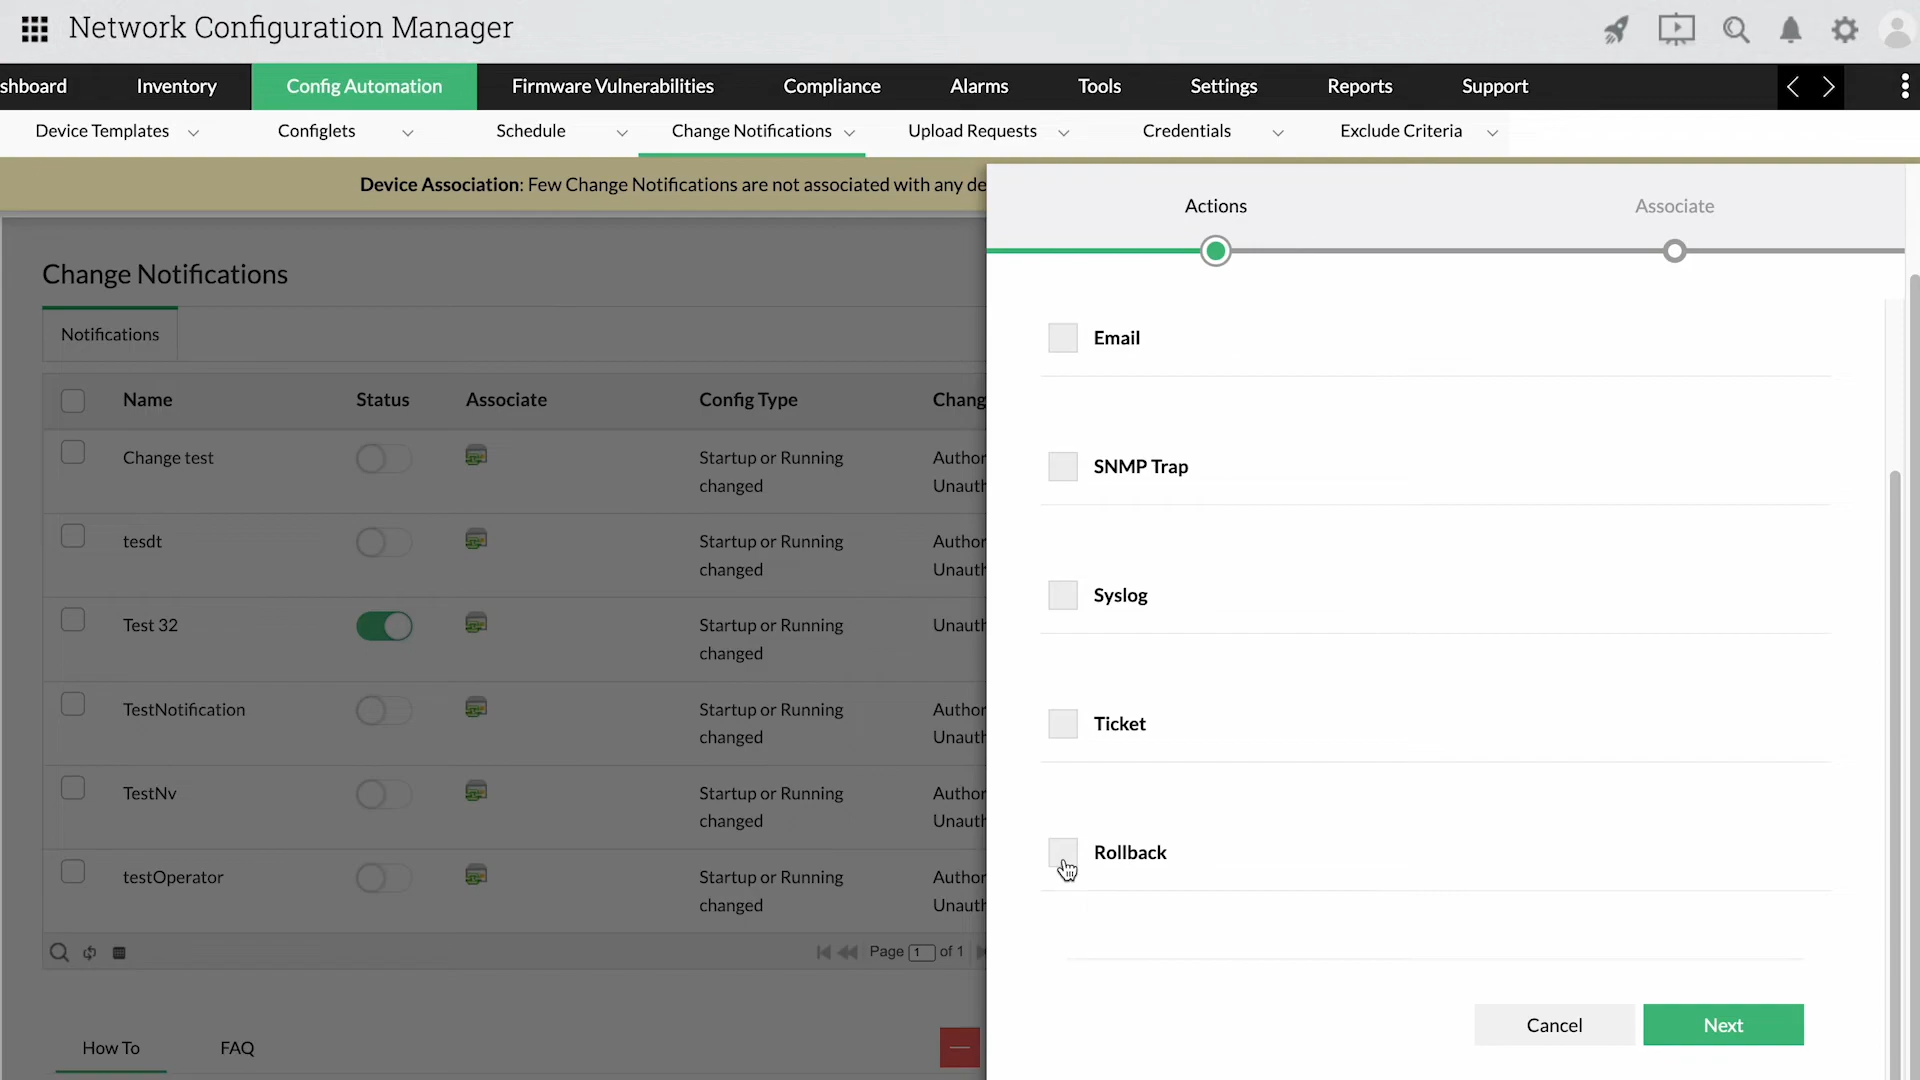 Network Configuration Manager
shboard Inventory Config Automation Firmware Vulnerabilities Compliance Alarms Tools Settings Reports Support
Device Templates Configlets Schedule Change Notifications Upload Requests Credentials Exclude Criteria
Device Association: Few Change Notifications are not associated with any de
Actions Associate
Change Notifications
Notifications
Name Status Associate Config Type Chang
Change test Startup or Running Author
changed Unauth
tesdt Startup or Running Author
changed Unauth
Test 32 Startup or Running Unauth
changed
TestNotification Startup or Running Author
changed Unauth
TestNv Startup or Running Author
changed Unauth
testOperator Startup or Running Author
changed Unauth
Page 1 of 1
How To FAQ
Email
SNMP Trap
Syslog
Ticket
Rollback
Cancel Next